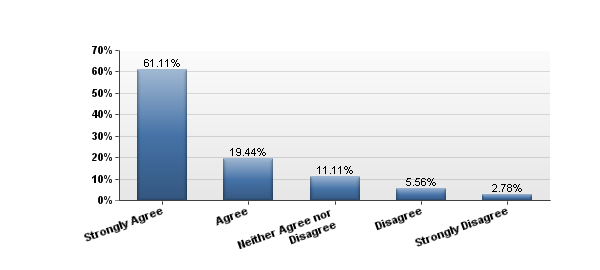 70%
60%
50%
40%
30%
20%
10%
0%
61.11%
19.44%
11.11%
5.56%
2.78%
Strongly Agree
Agree
Neither Agree nor
Disagree
Disagree
Strongly Disagree